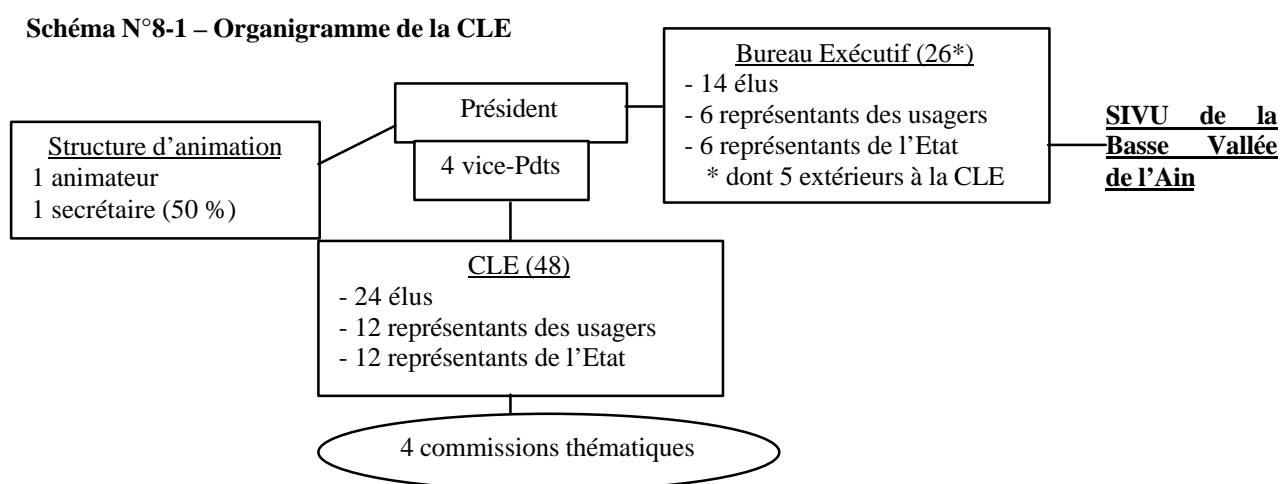 Schéma N°8-1 – Organigramme de la CLE
Bureau Exécutif (26*)
- 14 élus
- 6 représentants des usagers
- 6 représentants de l’Etat
* dont 5 extérieurs à la CLE
Président
4 vice-Pdts
Structure d’animation
1 animateur
1 secrétaire (50 %)
SIVU de la
Basse Vallée
de l’Ain
CLE (48)
- 24 élus
- 12 représentants des usagers
- 12 représentants de l’Etat
4 commissions thématiques